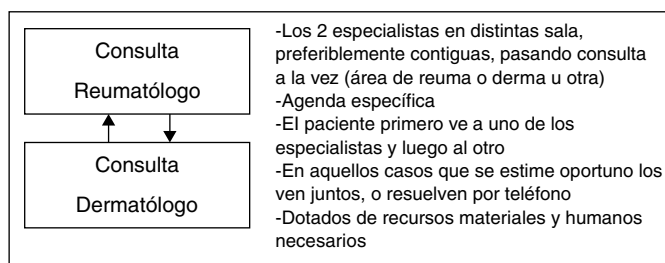 Consulta
Reumatólogo
Consulta
Dermatólogo
-Los 2 especialistas en distintas sala,
preferiblemente contiguas, pasando consulta
a la vez (área de reuma o derma u otra)
-Agenda específica
-El paciente primero ve a uno de los
especialistas y luego al otro
-En aquellos casos que se estime oportuno los
ven juntos, o resuelven por teléfono
-Dotados de recursos materiales y humanos
necesarios